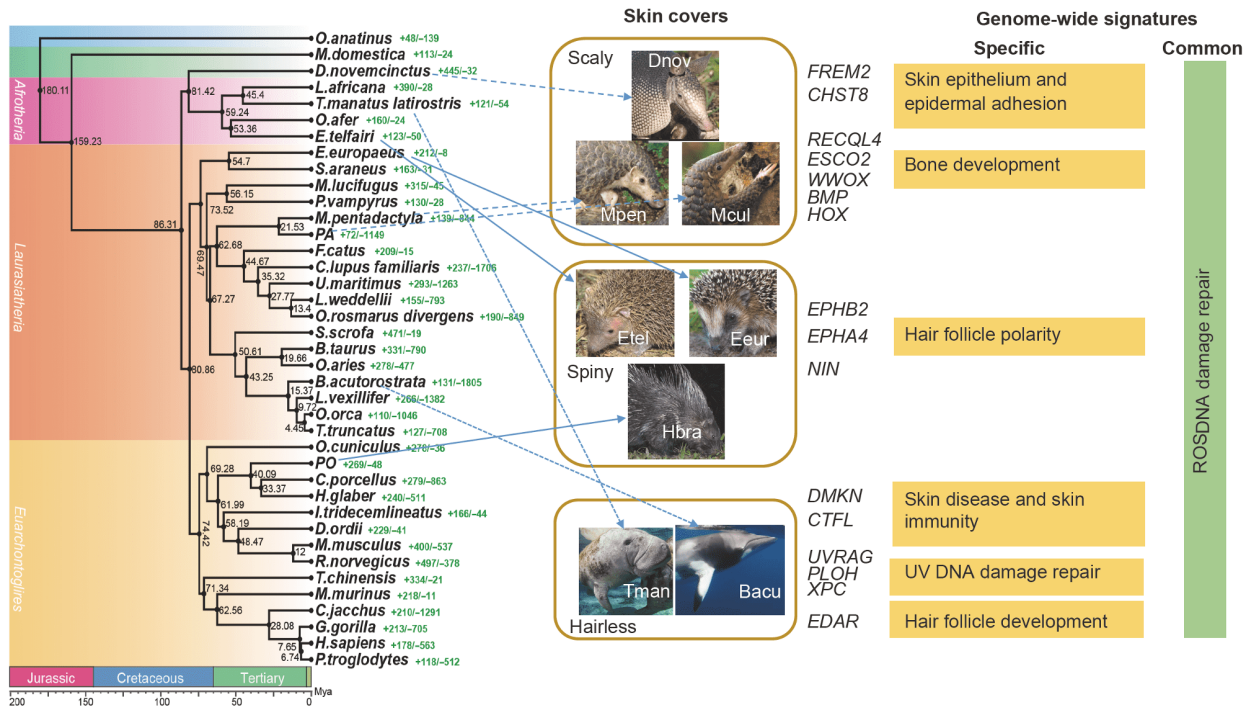 Skin covers
Genome-wide signatures
Specific
Common
Afrotheria
Laurasiatheria
Euarchontoglires
O.anatinus +48/−139
M.domestica +113/−24
D.novemcinctus +445/−32
L.africana +390/−28
T.manatus latirostris +121/−54
O.afer +160/−24
E.telfairi +123/−50
E.europaeus +212/−8
S.araneus +163/−31
M.lucifugus +315/−45
P.vampyrus +130/−28
M.pentadactyla +139/−844
PA +72/−1149
F.catus +209/−15
C.lupus familiaris +237/−1706
U.maritimus +293/−1263
L.weddellii +155/−793
O.rosmarus divergens +190/−849
S.scrofa +471/−19
B.taurus +331/−790
O.aries +278/−477
B.acutorostrata +131/−1805
L.vexillifer +266/−1382
O.orca +110/−1046
T.truncatus +127/−708
O.cuniculus +270/−36
PO +269/−48
C.porcellus +279/−863
H.glaber +240/−511
I.tridecemlineatus +166/−44
D.ordii +229/−41
M.musculus +400/−537
R.norvegicus +497/−378
T.chinensis +334/−21
M.murinus +218/−11
C.jacchus +210/−1291
G.gorilla +213/−705
H.sapiens +178/−563
P.troglodytes +118/−512
180.11
159.23
81.42
45.4
59.24
53.36
54.7
56.15
73.52
86.31
21.53
62.68
69.47
44.67
35.32
27.77
13.4
67.27
50.61
19.66
43.25
80.86
15.37
9.72
4.45
69.28
40.09
33.37
61.99
58.19
74.42
48.47
12
71.34
62.56
28.08
7.65
6.74
Jurassic
Cretaceous
Tertiary
Mya
200
150
100
50
0
Scaly
Dnov
Mpen
Mcul
Etel
Eeur
Spiny
Hbra
Tman
Bacu
Hairless
FREM2
CHST8
RECQL4
ESCO2
WWOX
BMP
HOX
EPHB2
EPHA4
NIN
DMKN
CTFL
UVRAG
PLOH
XPC
EDAR
Skin epithelium and
epidermal adhesion
Bone development
Hair follicle polarity
Skin disease and skin
immunity
UV DNA damage repair
Hair follicle development
ROSDNA damage repair